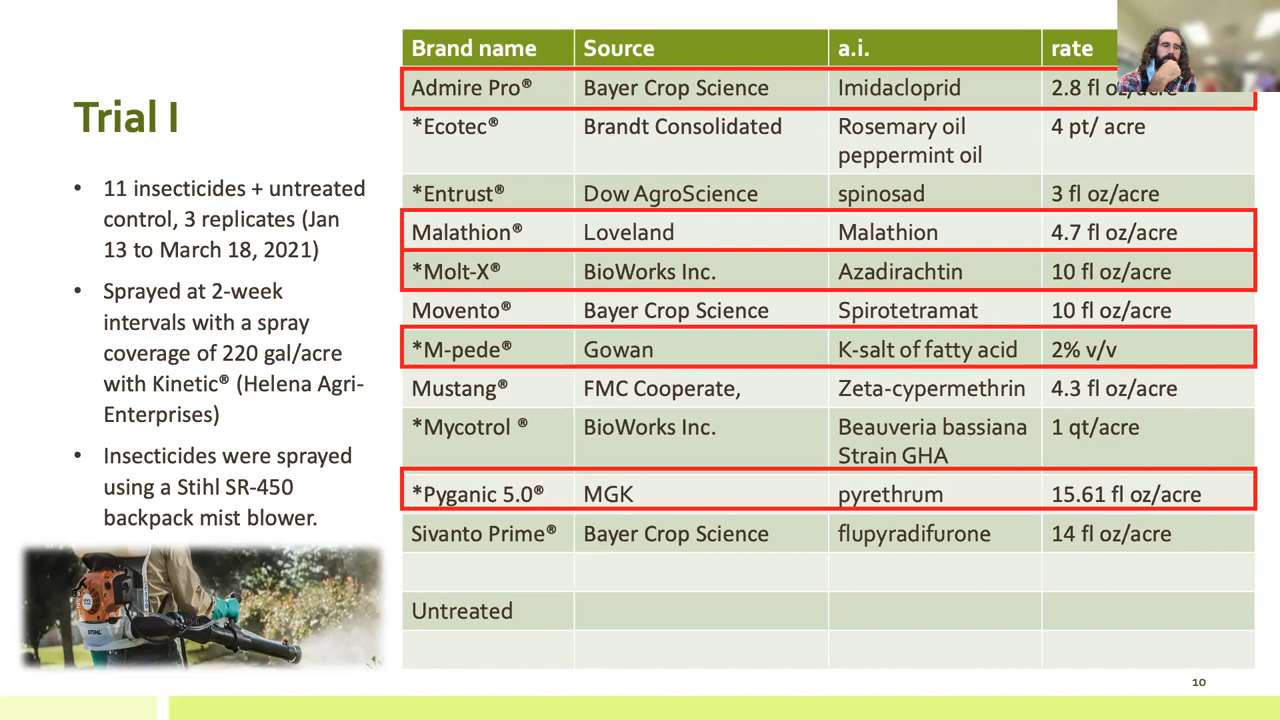 Trial I
• 11 insecticides + untreated
control, 3 replicates (Jan
13 to March 18, 2021)
• Sprayed at 2-week
intervals with a spray
coverage of 220 gal/acre
with Kinetic® (Helena Agri-
Enterprises)
• Insecticides were sprayed
using a Stihl SR-450
backpack mist blower.
STIHL
Brand name Source a.i. rate
Admire Pro® Bayer Crop Science Imidacloprid 2.8 fl oz/acre
*Ecotec® Brandt Consolidated Rosemary oil 4 pt/ acre
peppermint oil
*Entrust® Dow AgroScience spinosad 3 fl oz/acre
Malathion® Loveland Malathion 4.7 fl oz/acre
*Molt-X® BioWorks Inc. Azadirachtin 10 fl oz/acre
Movento® Bayer Crop Science Spirotetramat 10 fl oz/acre
*M-pede® Gowan K-salt of fatty acid 2% v/v
Mustang® FMC Cooperate, Zeta-cypermethrin 4.3 fl oz/acre
*Mycotrol ® BioWorks Inc. Beauveria bassiana 1 qt/acre
Strain GHA
*Pyganic 5.0® MGK pyrethrum 15.61 fl oz/acre
Sivanto Prime® Bayer Crop Science flupyradifurone 14 fl oz/acre
Untreated
10